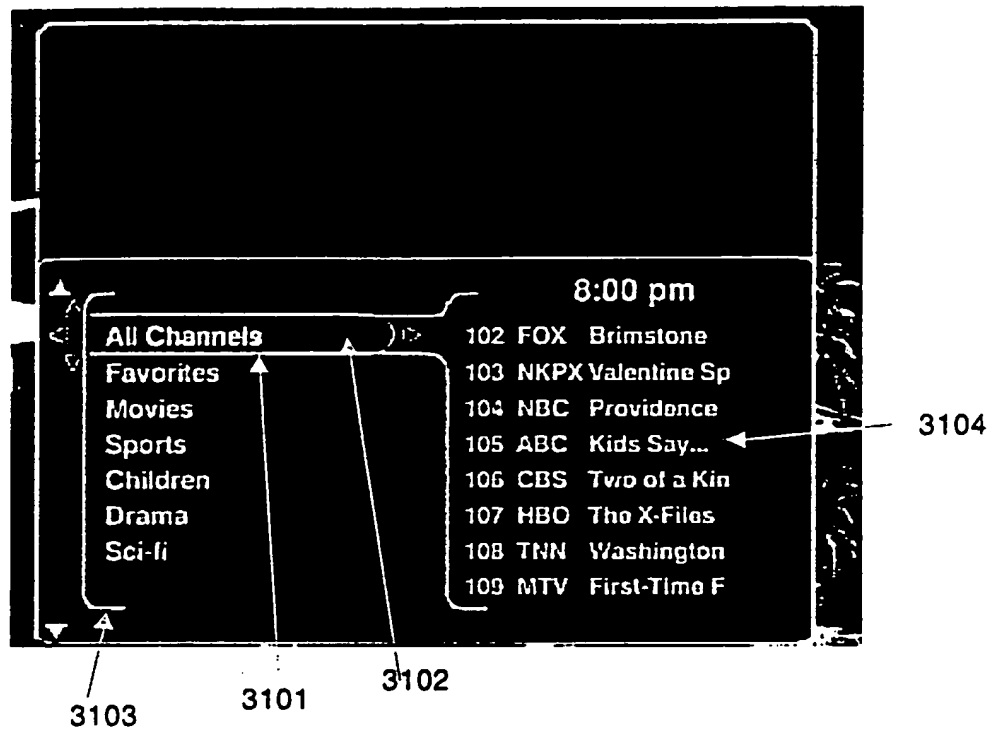 8:00 pm
All Channels
Favorites
Movies
Sports
Children
Drama
Sci-fi
102 FOX Brimstone
103 NKPX Valentine Sp
104 NBC Providence
105 ABC Kids Say...
106 CBS Two of a Kin
107 HBO The X-Files
108 TNN Washington
109 MTV First-Time F
3104
3103
3101
3102